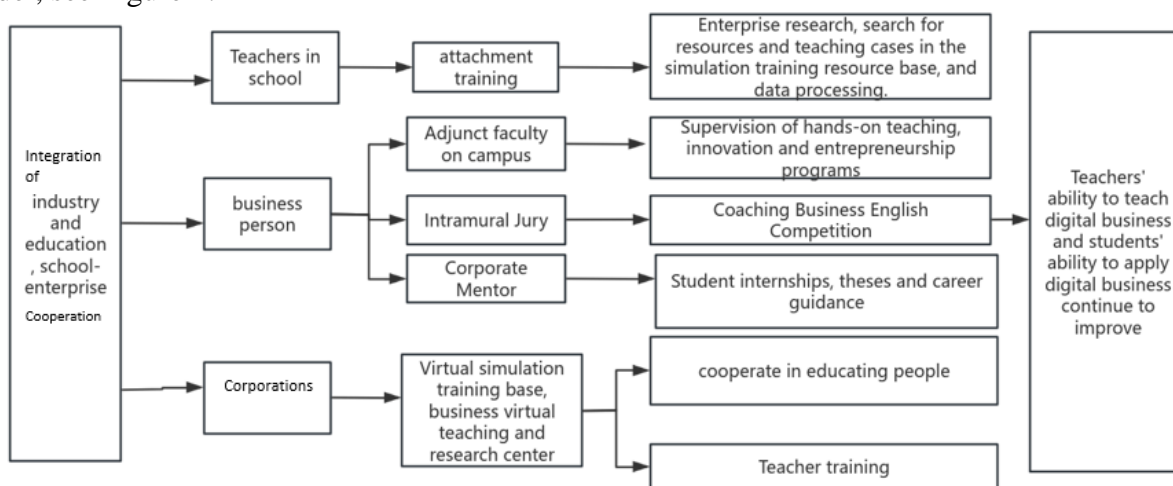 Integration
of
industry
and
education
, school-
enterprise
Cooperation
Teachers in
school
attachment
training
Enterprise research, search for
resources and teaching cases in the
simulation training resource base, and
data processing.
business
person
Adjunct faculty
on campus
Supervision of hands-on teaching,
innovation and entrepreneurship
programs
Intramural Jury
Coaching Business English
Competition
Corporate
Mentor
Student internships, theses and career
guidance
Corporations
Virtual simulation
training base,
business virtual
teaching and
research center
cooperate in educating people
Teacher training
Teachers'
ability to teach
digital business
and students'
ability to apply
digital business
continue to
improve